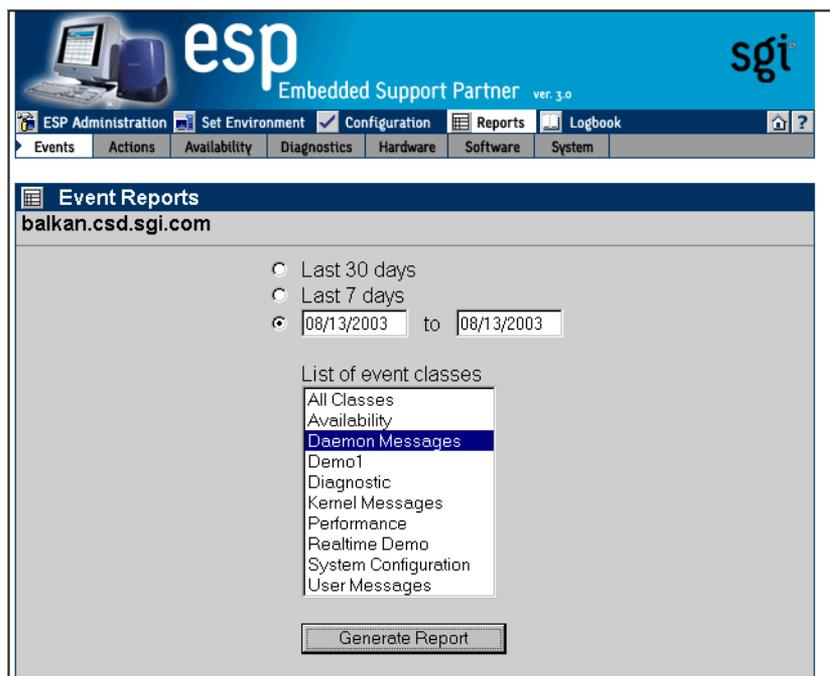 esp
Embedded Support Partner ver. 3.0
sgi
ESP Administration Set Environment Configuration Reports Logbook ?
Events Actions Availability Diagnostics Hardware Software System
Event Reports
balkan.csd.sgi.com
Last 30 days
Last 7 days
08/13/2003 to 08/13/2003
List of event classes
All Classes
Availability
Daemon Messages
Demo1
Diagnostic
Kernel Messages
Performance
Realtime Demo
System Configuration
User Messages
Generate Report